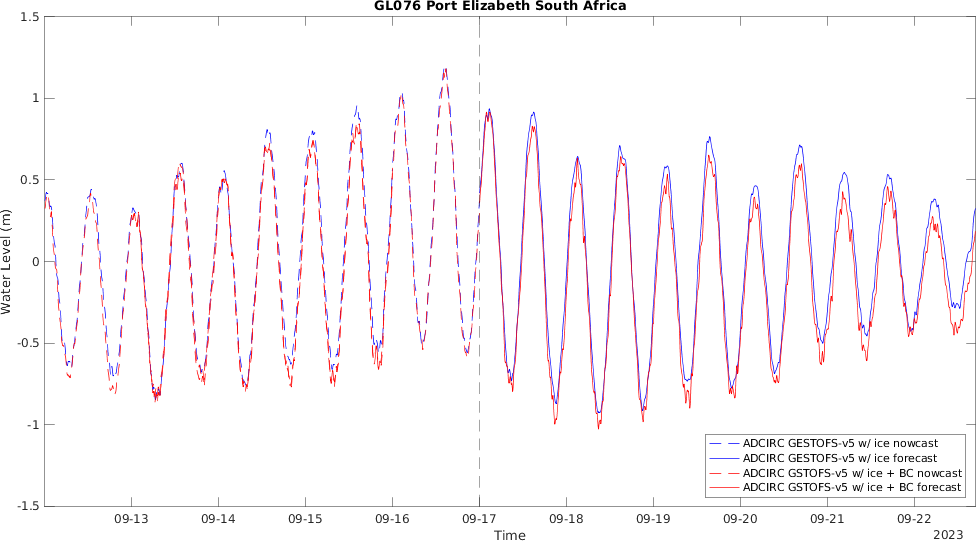 GL076 Port Elizabeth South Africa
1.5
1
0.5
0
-0.5
-1
-1.5
Water Level (m)
ADCIRC GESTOFS-v5 w/ ice nowcast
ADCIRC GESTOFS-v5 w/ ice forecast
ADCIRC GSTOFS-v5 w/ ice + BC nowcast
ADCIRC GSTOFS-v5 w/ ice + BC forecast
09-13 09-14 09-15 09-16 09-17 09-18 09-19 09-20 09-21 09-22
Time
2023